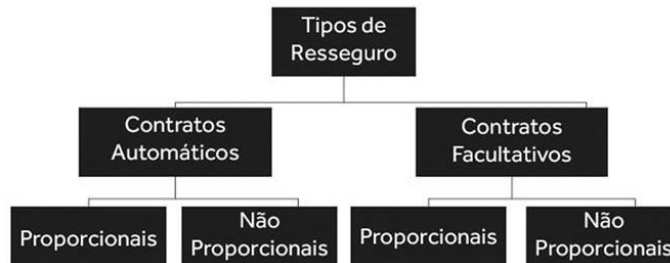 Tipos de
Resseguro
Contratos
Automáticos
Contratos
Facultativos
Proporcionais
Não
Proporcionais
Proporcionais
Não
Proporcionais